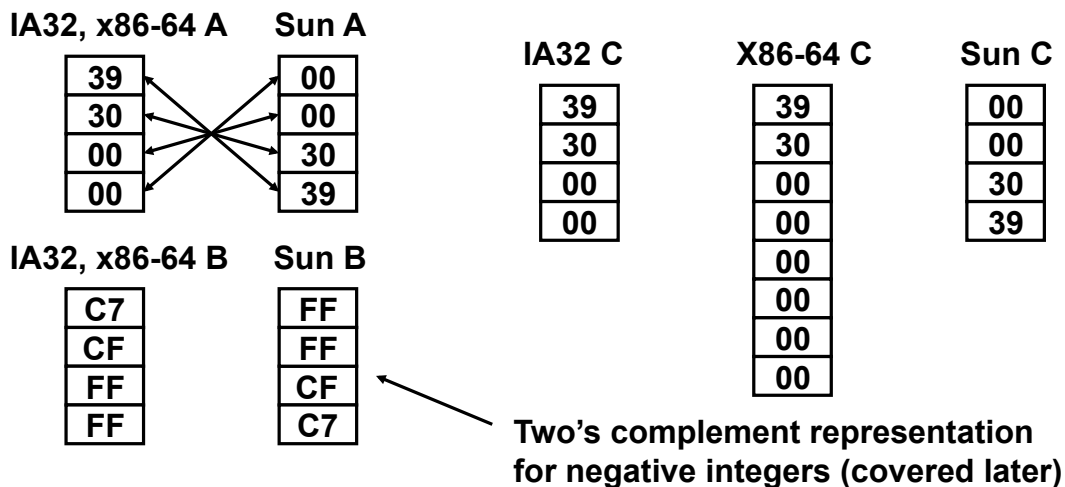 IA32, x86-64 A
39
30
00
00
Sun A
00
00
30
39
IA32, x86-64 B
C7
CF
FF
FF
Sun B
FF
FF
CF
C7
IA32 C
39
30
00
00
X86-64 C
39
30
00
00
00
00
00
00
Sun C
00
00
30
39
Two’s complement representation
for negative integers (covered later)